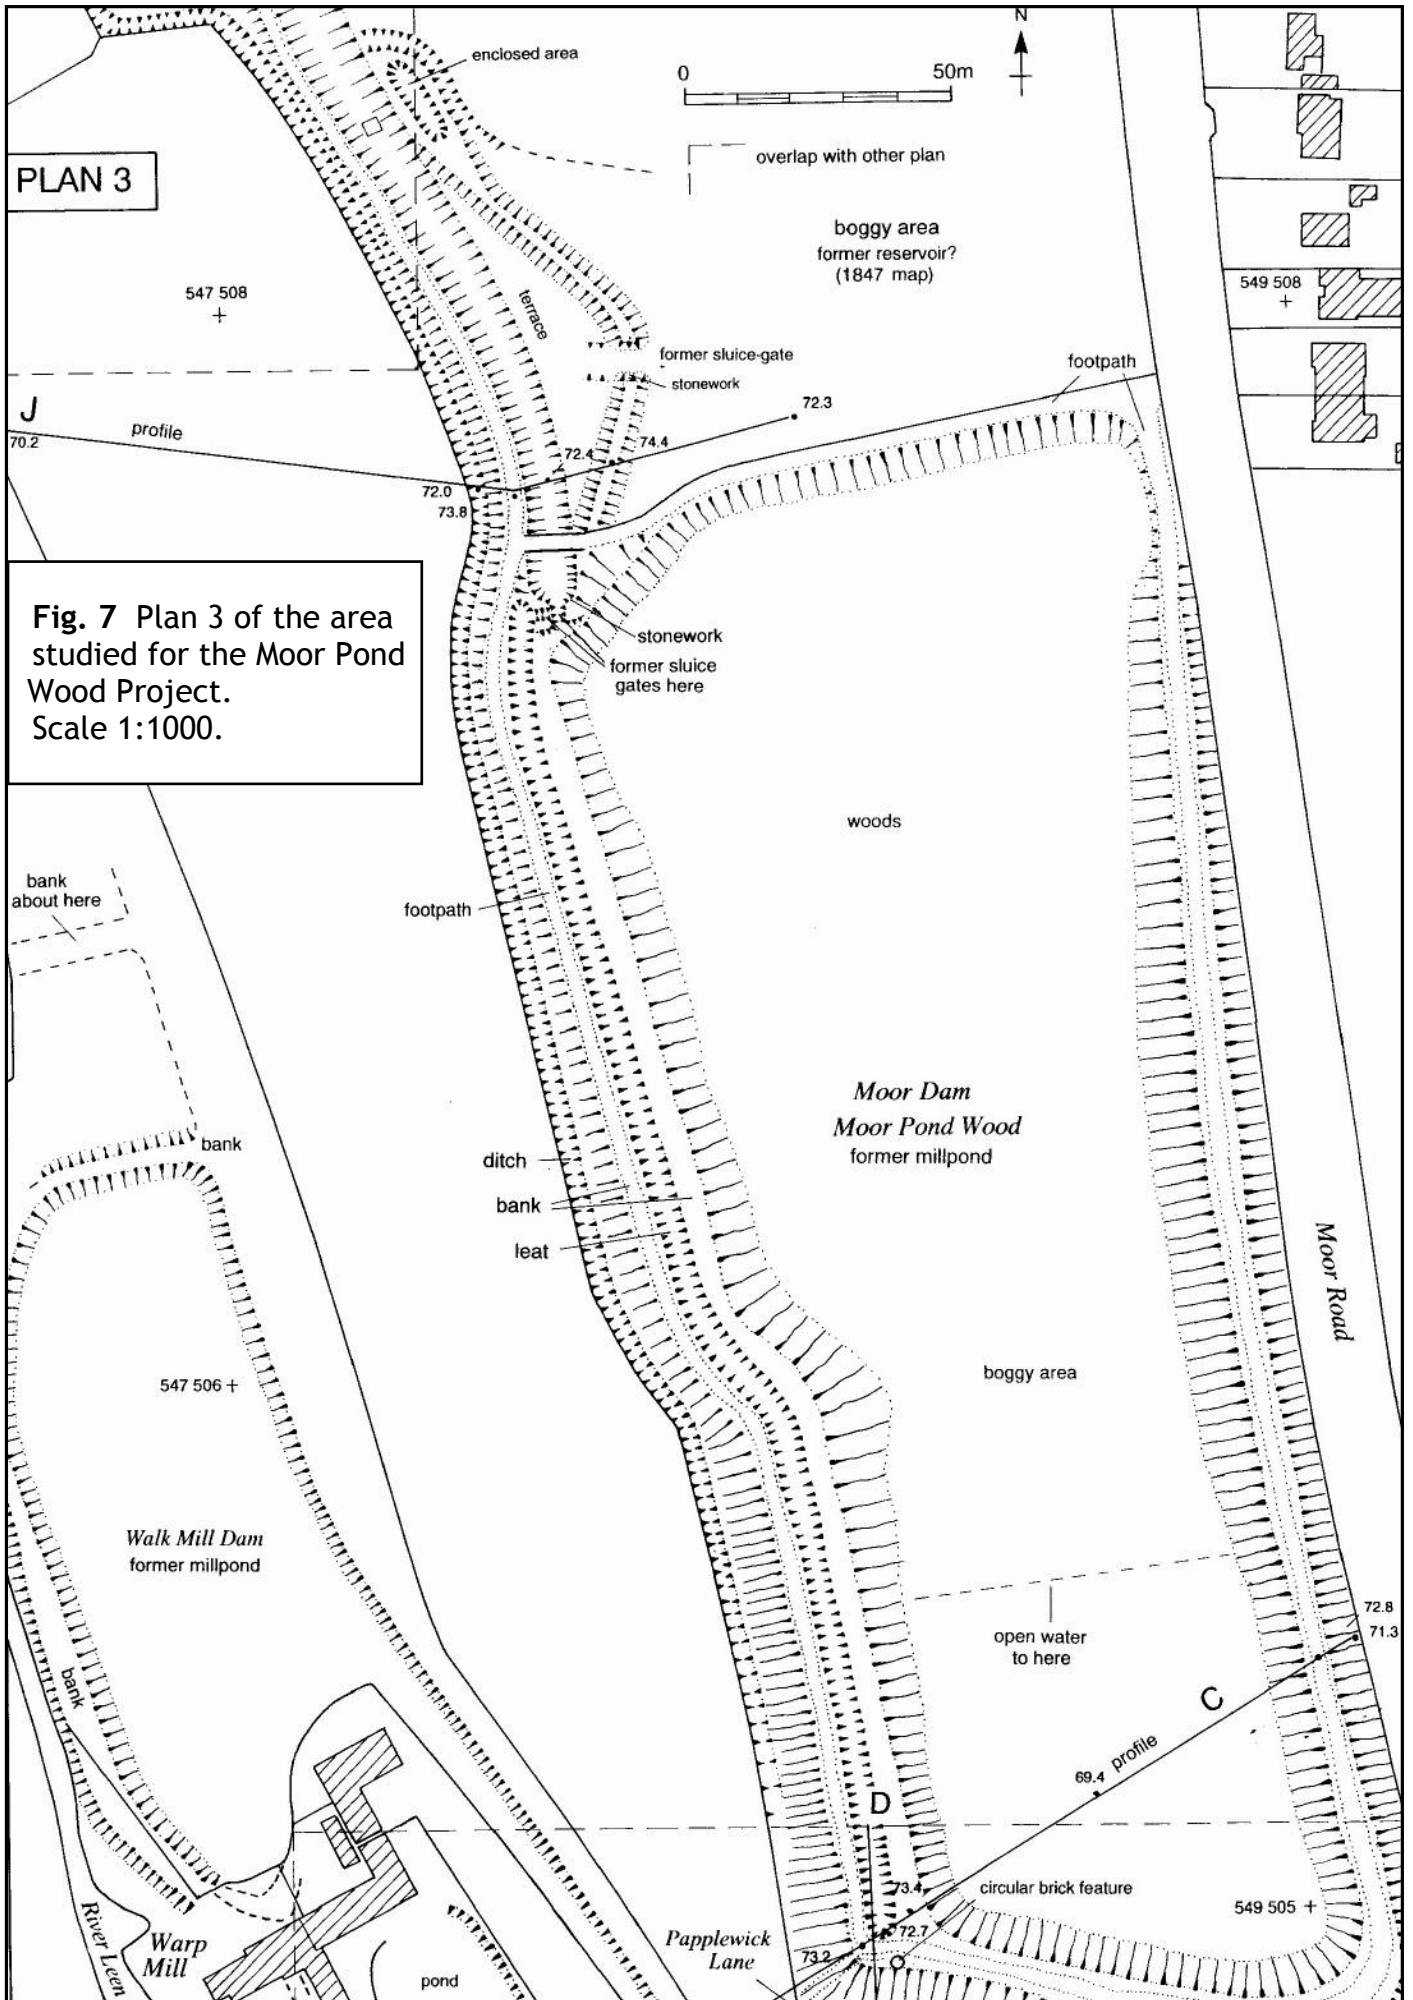 N
enclosed area
0
50m
overlap with other plan
PLAN 3
boggy area
former reservoir?
(1847 map)
547 508
549 508
terrace
former sluice-gate
stonework
footpath
J
profile
70.2
72.3
72.4
74.4
72.0
73.8
Fig. 7 Plan 3 of the area
studied for the Moor Pond
Wood Project.
Scale 1:1000.
stonework
former sluice
gates here
woods
bank
about here
footpath
Moor Dam
Moor Pond Wood
former millpond
bank
ditch
bank
leat
Moor Road
547 506
boggy area
Walk Mill Dam
former millpond
open water
to here
72.8
71.3
bank
C
profile
69.4
D
73.4
circular brick feature
549 505
72.7
73.2
Papplewick
Lane
River Leen
Warp
Mill
pond